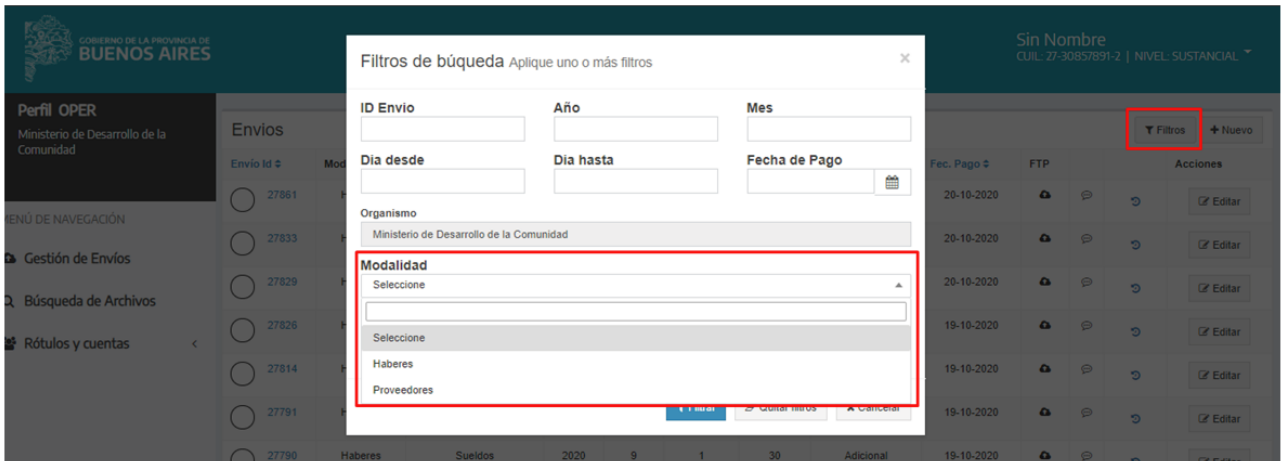 GOBIERNO DE LA PROVINCIA DE
BUENOS AIRES
Sin Nombre
CUIL: 27-30857891-2 | NIVEL: SUSTANCIAL
Perfil OPER
Ministerio de Desarrollo de la
Comunidad
MENÚ DE NAVEGACIÓN
Gestión de Envíos
Búsqueda de Archivos
Rótulos y cuentas
Envios
Filtros
Nuevo
Envío Id
Mod
Fec. Pago
FTP
Acciones
27861
20-10-2020
Editar
27833
20-10-2020
Editar
27829
20-10-2020
Editar
27826
19-10-2020
Editar
27814
19-10-2020
Editar
27791
19-10-2020
Editar
27790 Haberes Sueldos 2020 9 1 30 Adicional 19-10-2020 Editar
Filtros de búqueda Aplique uno o más filtros
×
ID Envio Año Mes
Dia desde Dia hasta Fecha de Pago
Organismo
Ministerio de Desarrollo de la Comunidad
Modalidad
Seleccione
Seleccione
Haberes
Proveedores
Filtrar Quitar filtros Cancelar